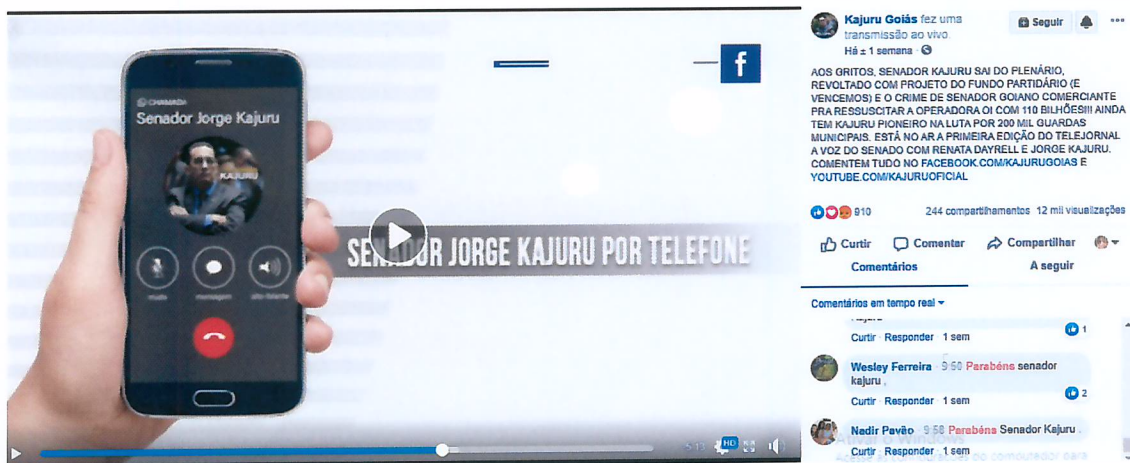 CHAMADA
Senador Jorge Kajuru
KAJURU
mudo
mensagem
alto-falante
f
SENADOR JORGE KAJURU POR TELEFONE
HD
Kajuru Goiás fez uma
transmissão ao vivo.
Há ± 1 semana
Seguir
AOS GRITOS, SENADOR KAJURU SAI DO PLENÁRIO,
REVOLTADO COM PROJETO DO FUNDO PARTIDÁRIO (E
VENCEMOS) E O CRIME DE SENADOR GOIANO COMERCIANTE
PRA RESSUSCITAR A OPERADORA OI COM 110 BILHÕES!!! AINDA
TEM KAJURU PIONEIRO NA LUTA POR 200 MIL GUARDAS
MUNICIPAIS. ESTÁ NO AR A PRIMEIRA EDIÇÃO DO TELEJORNAL
A VOZ DO SENADO COM RENATA DAYRELL E JORGE KAJURU.
COMENTEM TUDO NO FACEBOOK.COM/KAJURUGOIAS E
YOUTUBE.COM/KAJURUOFICIAL
910
244 compartilhamentos 12 mil visualizações
Curtir Comentar Compartilhar
Comentários A seguir
Comentários em tempo real
Curtir · Responder · 1 sem
1
Wesley Ferreira · 9:50 Parabéns senador
kajuru ,
2
Curtir · Responder · 1 sem
Nadir Pavão · 9:58 Parabéns Senador Kajuru .
Ativar o Windows
Curtir · Responder · 1 sem